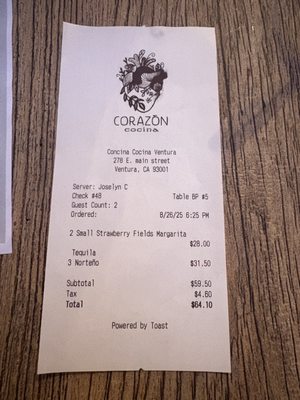 CORAZÓN
cocina
Concina Cocina Ventura
278 E. main street
Ventura, CA 93001
Server: Joselyn C
Check #48 Table BP #5
Guest Count: 2
Ordered: 8/26/25 6:25 PM
2 Small Strawberry Fields Margarita
$28.00
Tequila
3 Norteño $31.50
Subtotal $59.50
Tax $4.60
Total $64.10
Powered by Toast